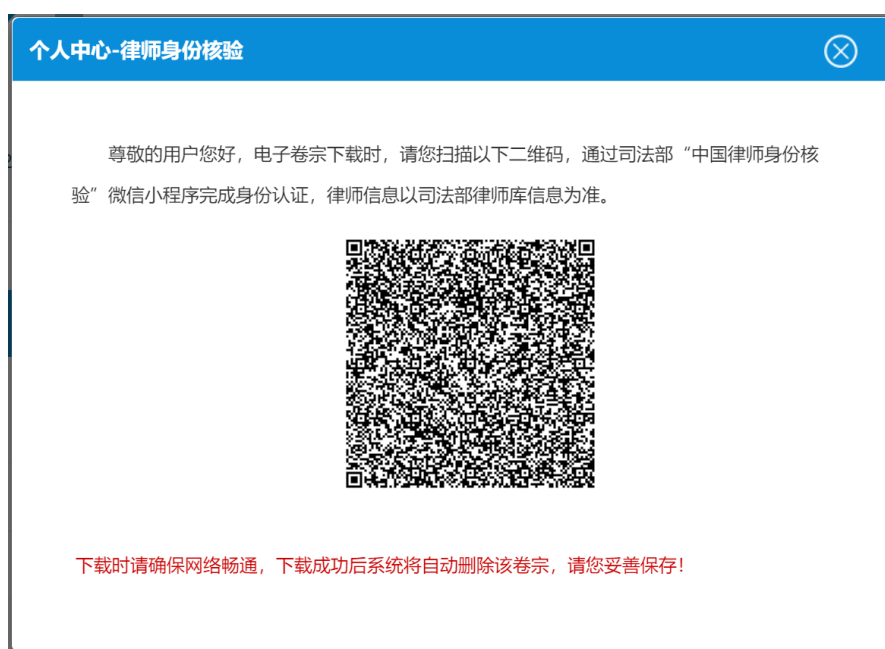 个人中心-律师身份核验
尊敬的用户您好，电子卷宗下载时，请您扫描以下二维码，通过司法部“中国律师身份核
验”微信小程序完成身份认证，律师信息以司法部律师库信息为准。
下载时请确保网络畅通，下载成功后系统将自动删除该卷宗，请您妥善保存！